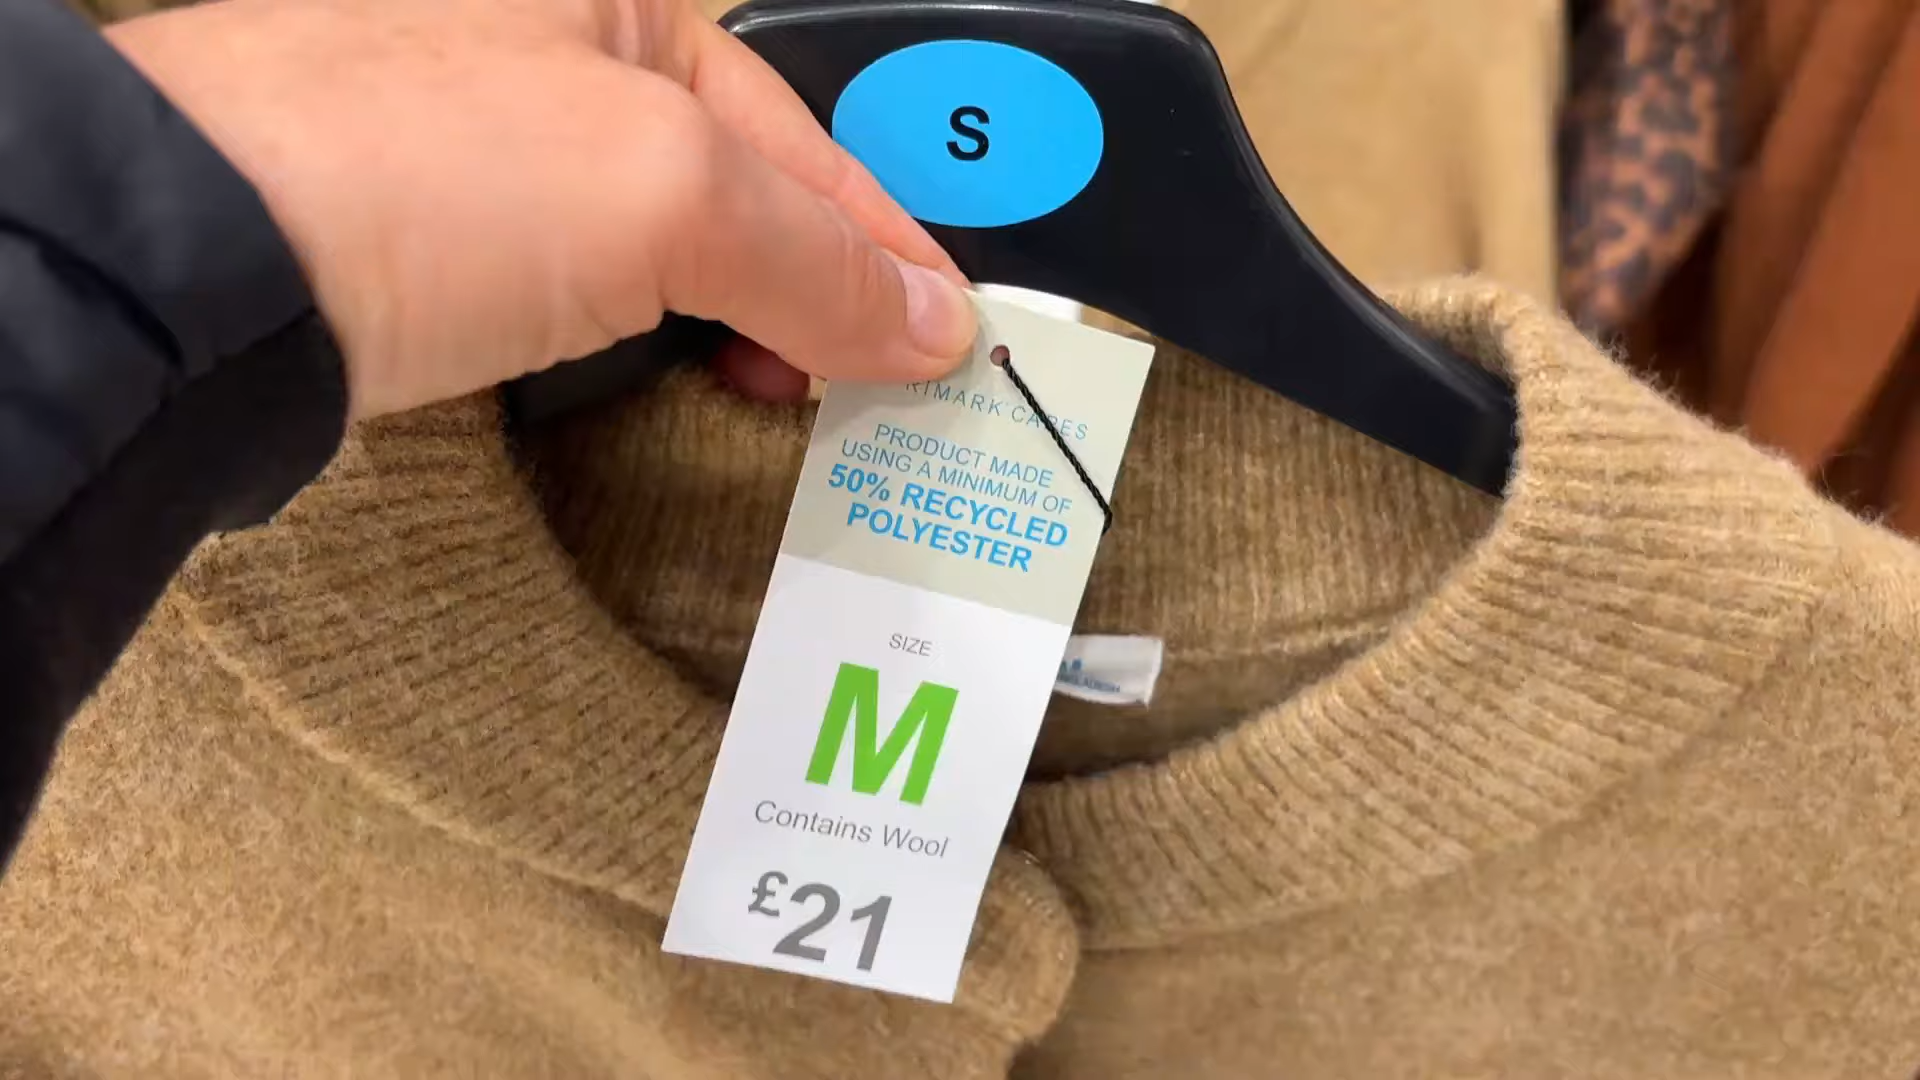 S
RIMARK CARES
PRODUCT MADE
USING A MINIMUM OF
50% RECYCLED
POLYESTER
SIZE
M
Contains Wool
£21